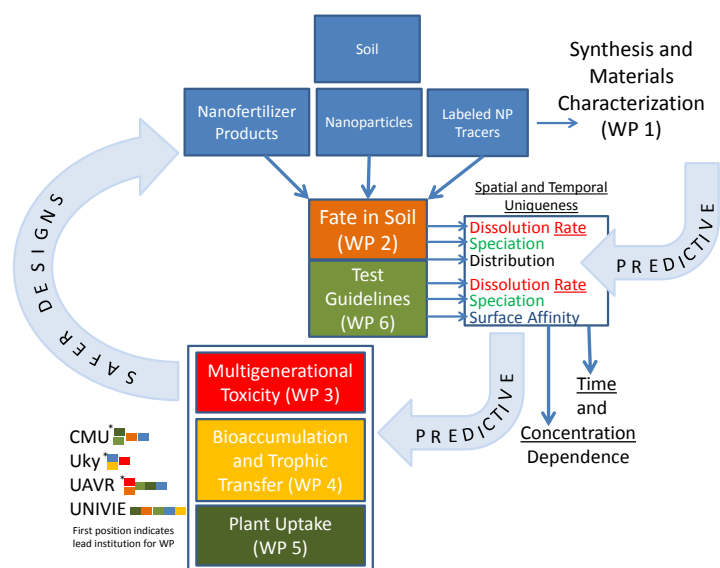 Soil
Nanofertilizer
Products
Nanoparticles
Labeled NP
Tracers
Synthesis and
Materials
Characterization
(WP 1)
Fate in Soil
(WP 2)
Test
Guidelines
(WP 6)
Spatial and Temporal
Uniqueness
Dissolution Rate
Speciation
Distribution
Dissolution Rate
Speciation
Surface Affinity
PREDICTIVE
PREDICTIVE
SAFER DESIGNS
Time
and
Concentration
Dependence
Multigenerational
Toxicity (WP 3)
Bioaccumulation
and Trophic
Transfer (WP 4)
Plant Uptake
(WP 5)
CMU*
Uky*
UAVR*
UNIVIE
First position indicates
lead institution for WP